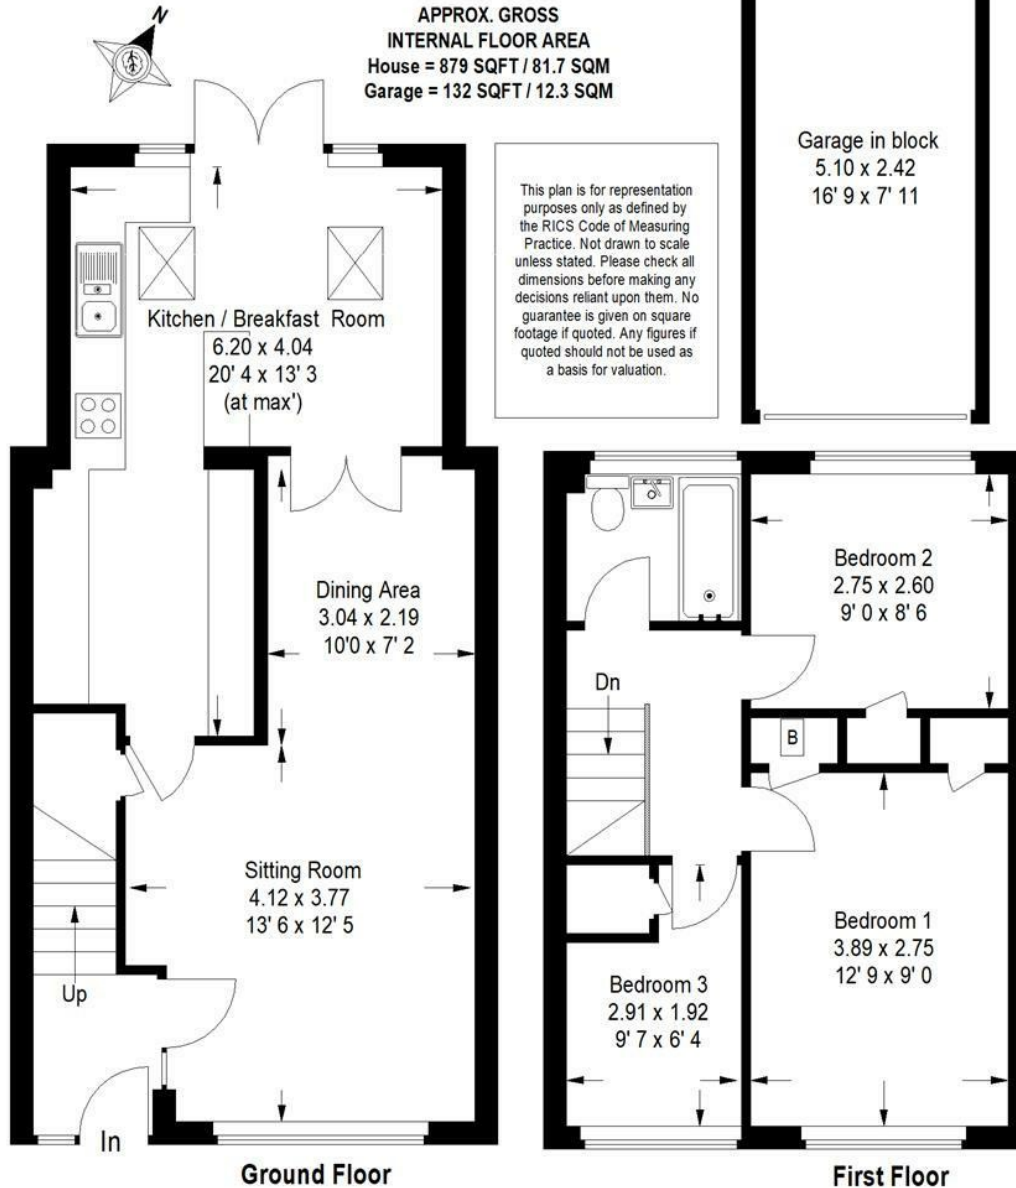 N
APPROX. GROSS
INTERNAL FLOOR AREA
House = 879 SQFT / 81.7 SQM
Garage = 132 SQFT / 12.3 SQM
This plan is for representation
purposes only as defined by
the RICS Code of Measuring
Practice. Not drawn to scale
unless stated. Please check all
dimensions before making any
decisions reliant upon them. No
guarantee is given on square
footage if quoted. Any figures if
quoted should not be used as
a basis for valuation.
Garage in block
5.10 x 2.42
16' 9 x 7' 11
Kitchen / Breakfast Room
6.20 x 4.04
20' 4 x 13' 3
(at max')
Dining Area
3.04 x 2.19
10'0 x 7' 2
Sitting Room
4.12 x 3.77
13' 6 x 12' 5
Up
In
Ground Floor
Bedroom 2
2.75 x 2.60
9' 0 x 8' 6
Dn
B
Bedroom 1
3.89 x 2.75
12' 9 x 9' 0
Bedroom 3
2.91 x 1.92
9' 7 x 6' 4
First Floor